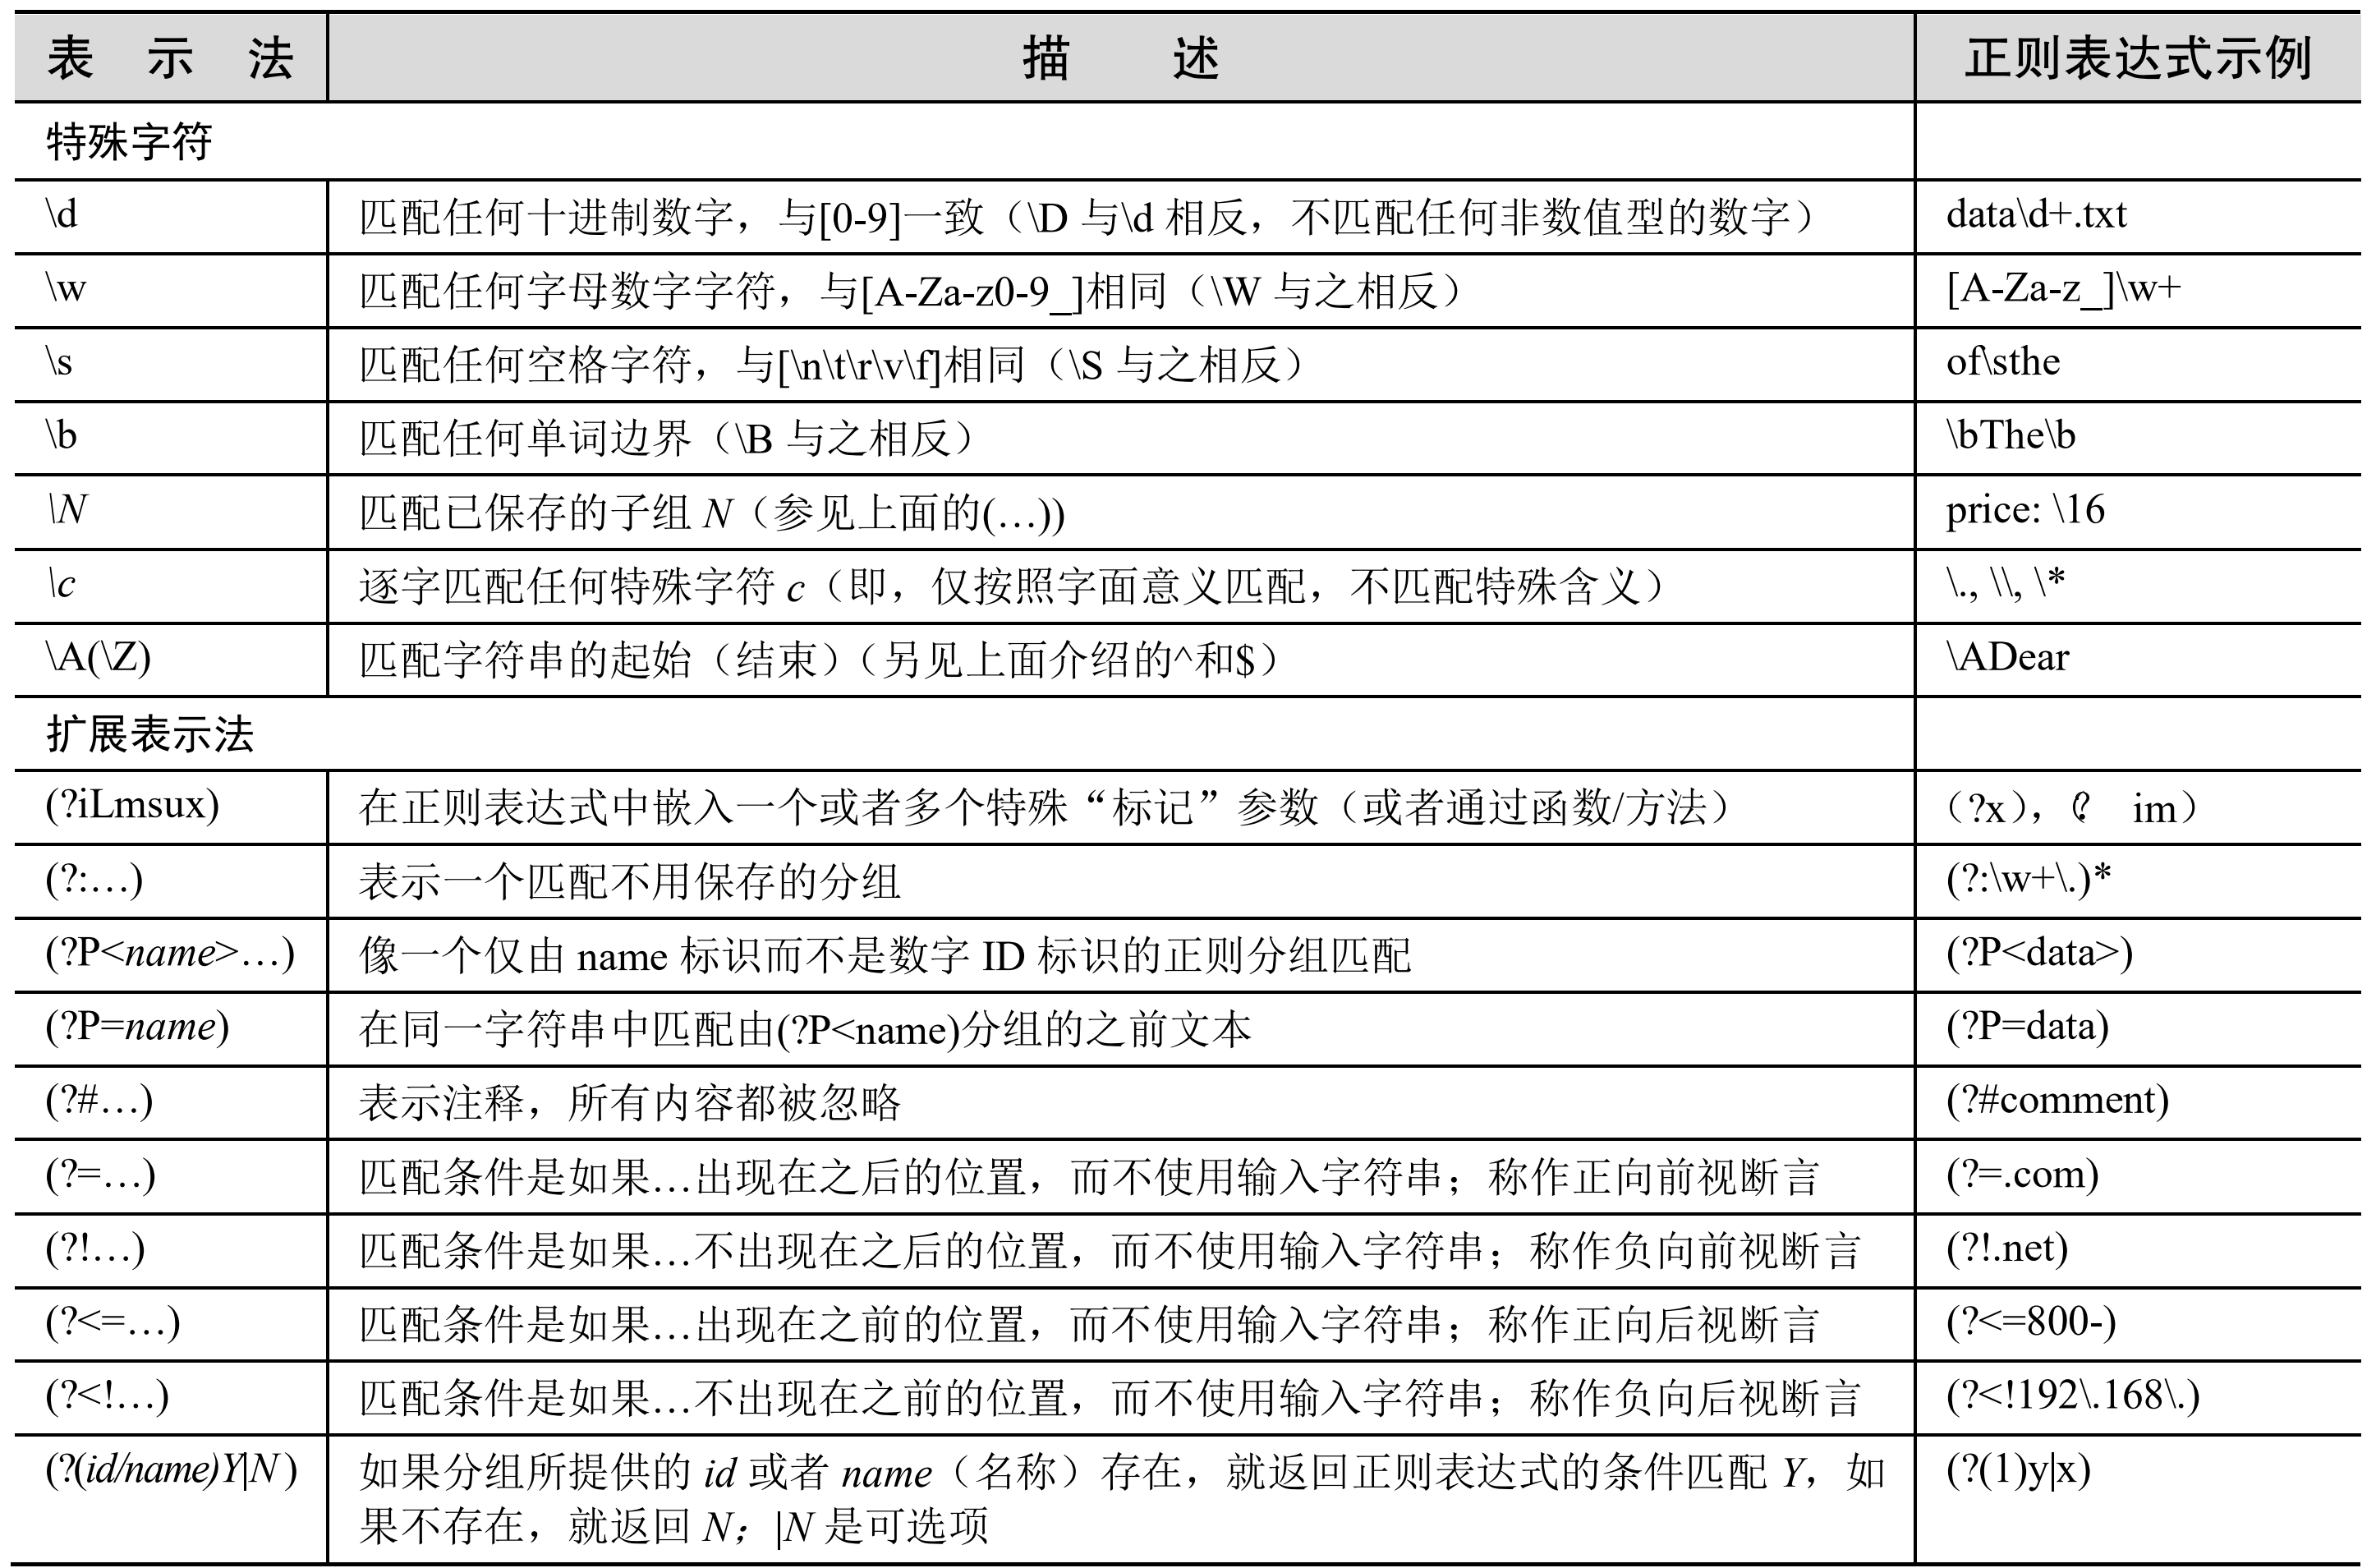 表 示 法 描 述 正则表达式示例
特殊字符
\d 匹配任何十进制数字，与[0-9]一致（\D 与\d 相反，不匹配任何非数值型的数字） data\d+.txt
\w 匹配任何字母数字字符，与[A-Za-z0-9_]相同（\W 与之相反） [A-Za-z_]\w+
\s 匹配任何空格字符，与[\n\t\r\v\f]相同（\S 与之相反） of\sthe
\b 匹配任何单词边界（\B 与之相反） \bThe\b
\N 匹配已保存的子组 N（参见上面的(…)) price: \16
\c 逐字匹配任何特殊字符 c（即，仅按照字面意义匹配，不匹配特殊含义） \., \\, \*
\A(\Z) 匹配字符串的起始（结束）（另见上面介绍的^和$） \ADear
扩展表示法
(?iLmsux) 在正则表达式中嵌入一个或者多个特殊“标记”参数（或者通过函数/方法） （?x），（? im）
(?:…) 表示一个匹配不用保存的分组 (?:\w+\.)*
(?P<name>…) 像一个仅由 name 标识而不是数字 ID 标识的正则分组匹配 (?P<data>)
(?P=name) 在同一字符串中匹配由(?P<name)分组的之前文本 (?P=data)
(?#…) 表示注释，所有内容都被忽略 (?#comment)
(?=…) 匹配条件是如果…出现在之后的位置，而不使用输入字符串；称作正向前视断言 (?=.com)
(?!…) 匹配条件是如果…不出现在之后的位置，而不使用输入字符串；称作负向前视断言 (?!.net)
(?<=…) 匹配条件是如果…出现在之前的位置，而不使用输入字符串；称作正向后视断言 (?<=800-)
(?<!…) 匹配条件是如果…不出现在之前的位置，而不使用输入字符串；称作负向后视断言 (?<!192\.168\.)
(?(id/name)Y|N) 如果分组所提供的 id 或者 name（名称）存在，就返回正则表达式的条件匹配 Y，如 (?(1)y|x)
果不存在，就返回 N；|N 是可选项